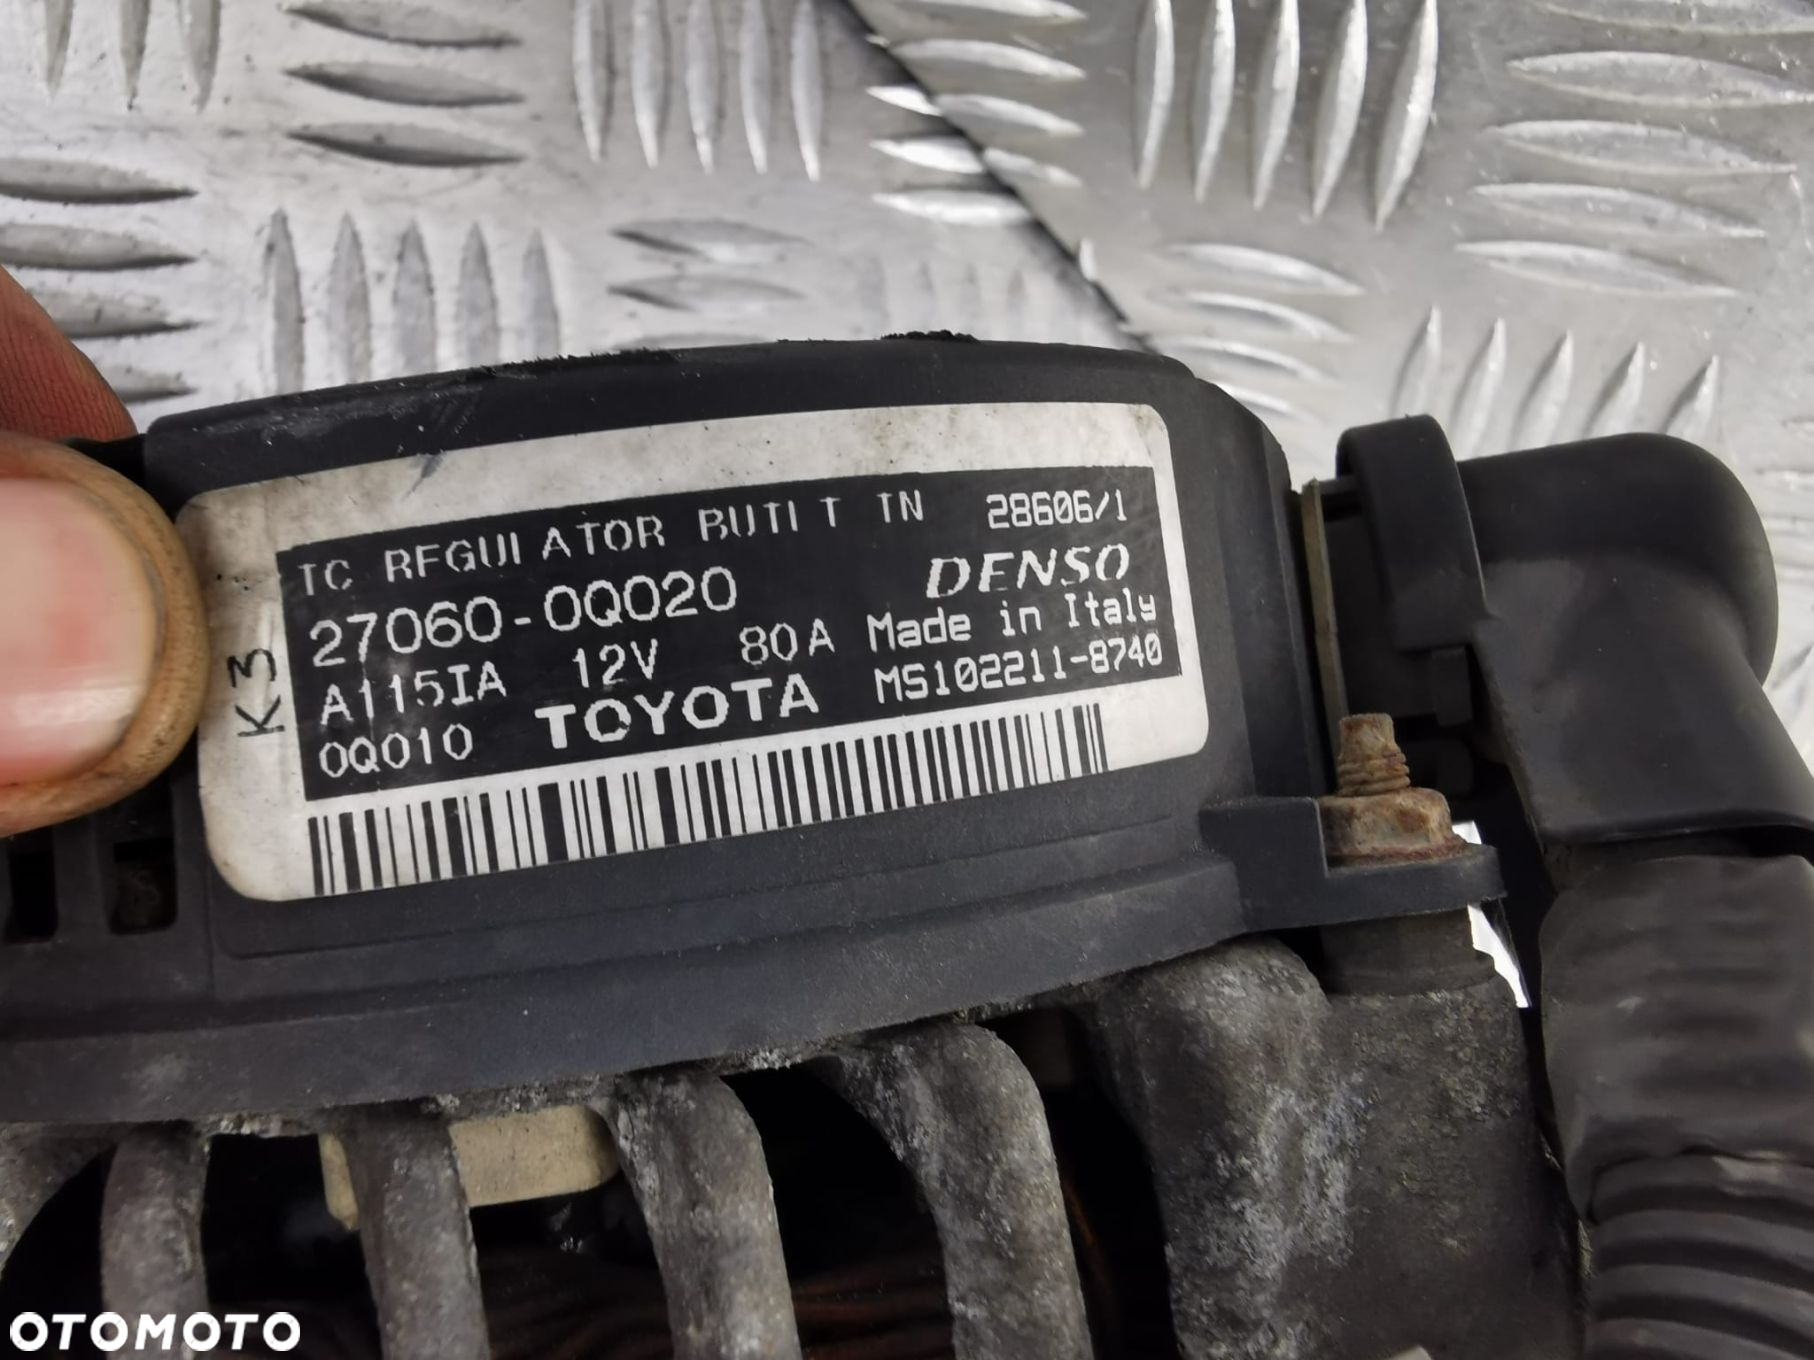 TC REGULATOR BUILT IN 28606/1
27060-0Q020 DENSO
A115IA 12V 80A Made in Italy
0Q010 TOYOTA MS102211-8740
K3
OTOMOTO